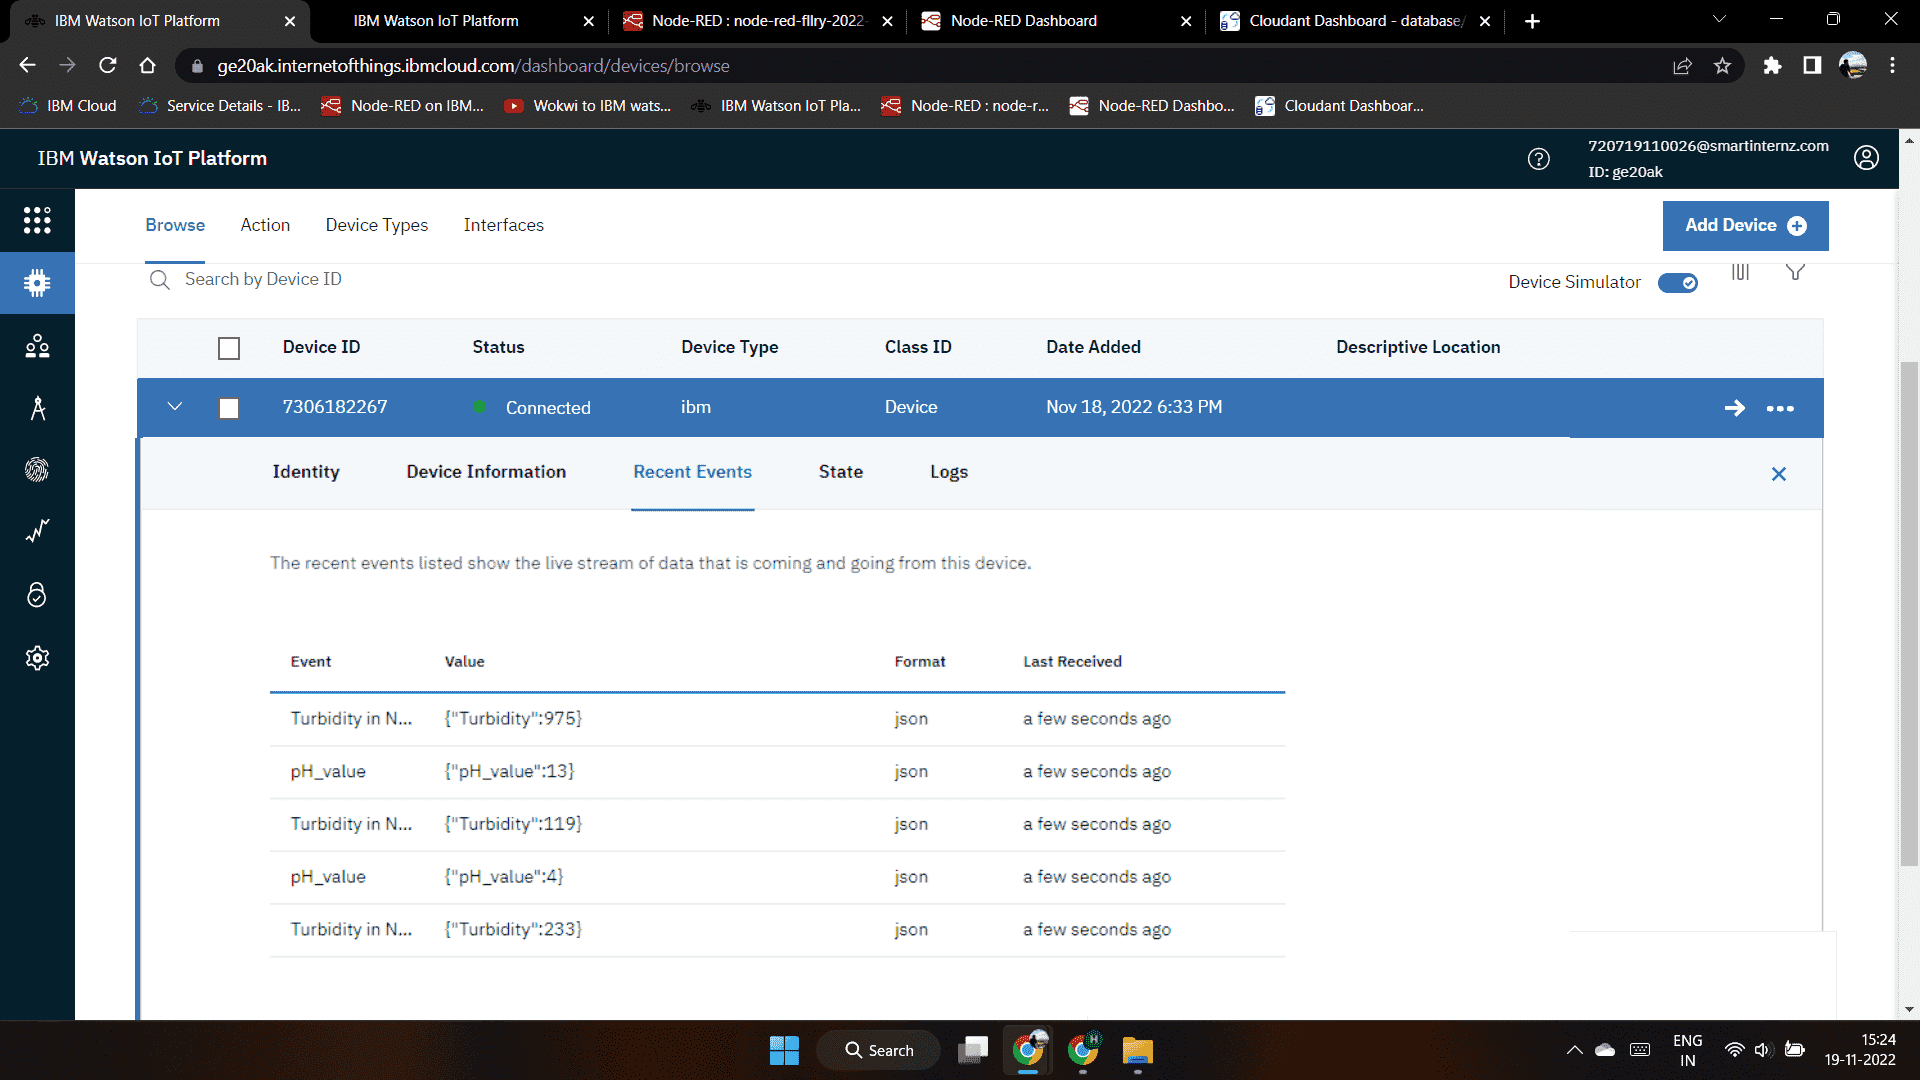 IBM Watson IoT Platform
IBM Watson IoT Platform
Node-RED : node-red-fllry-2022-
Node-RED Dashboard
Cloudant Dashboard - database/
ge20ak.internetofthings.ibmcloud.com/dashboard/devices/browse
IBM Cloud
Service Details - IB...
Node-RED on IBM...
Wokwi to IBM wats...
IBM Watson IoT Pla...
Node-RED : node-r...
Node-RED Dashbo...
Cloudant Dashboar...
IBM Watson IoT Platform
720719110026@smartinternz.com
ID: ge20ak
Browse Action Device Types Interfaces
Add Device
Search by Device ID
Device Simulator
Device ID Status Device Type Class ID Date Added Descriptive Location
7306182267 Connected ibm Device Nov 18, 2022 6:33 PM
Identity Device Information Recent Events State Logs
The recent events listed show the live stream of data that is coming and going from this device.
Event Value Format Last Received
Turbidity in N... {"Turbidity":975} json a few seconds ago
pH_value {"pH_value":13} json a few seconds ago
Turbidity in N... {"Turbidity":119} json a few seconds ago
pH_value {"pH_value":4} json a few seconds ago
Turbidity in N... {"Turbidity":233} json a few seconds ago
Search
H
ENG
IN
15:24
19-11-2022